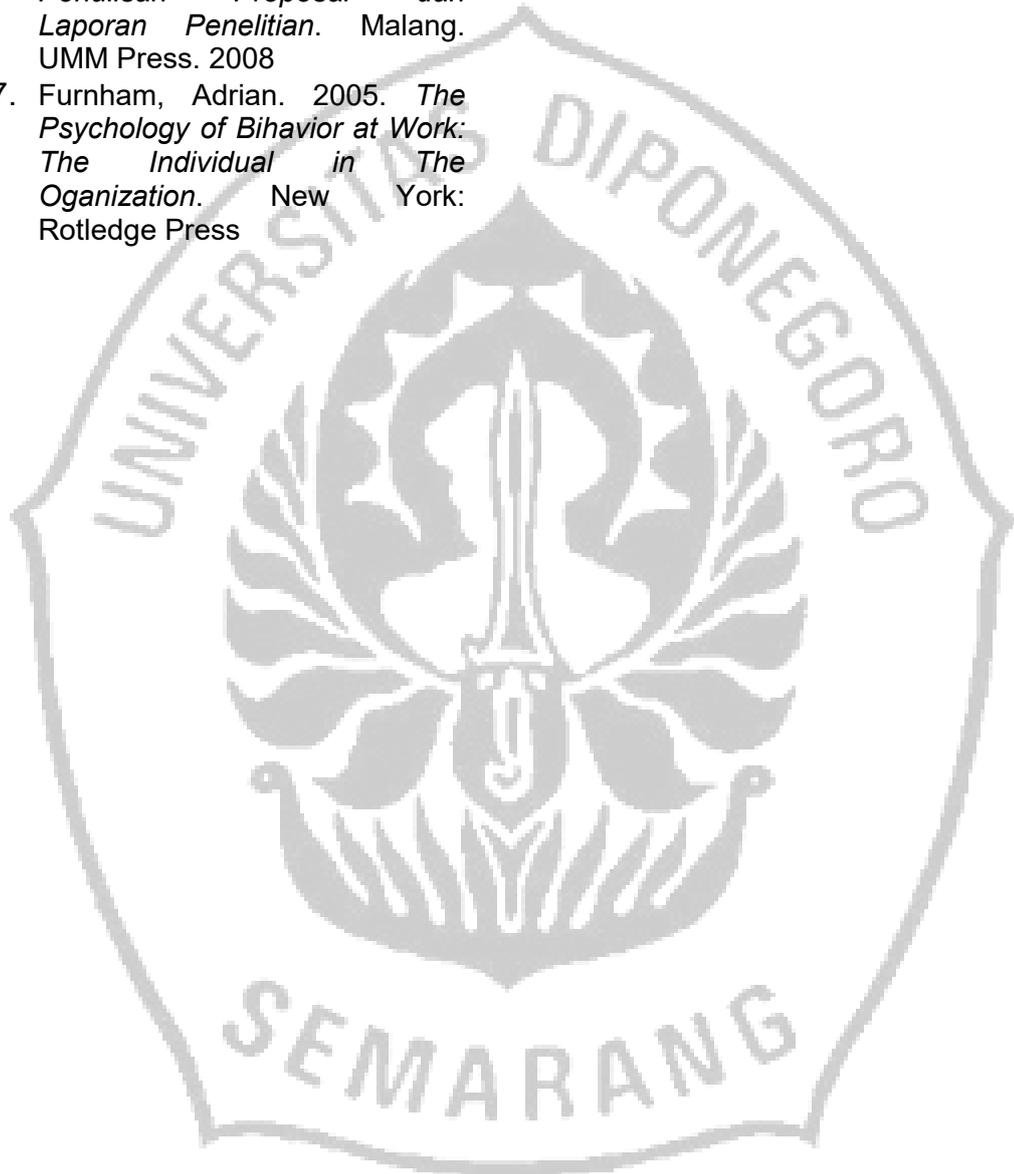 Penulisan Proposal dan
Laporan Penelitian. Malang.
UMM Press. 2008
7. Furnham, Adrian. 2005. The
Psychology of Bihavior at Work:
The Individual in The
Oganization. New York:
Rotledge Press
UNIVERSITAS DIPONEGORO
SEMARANG